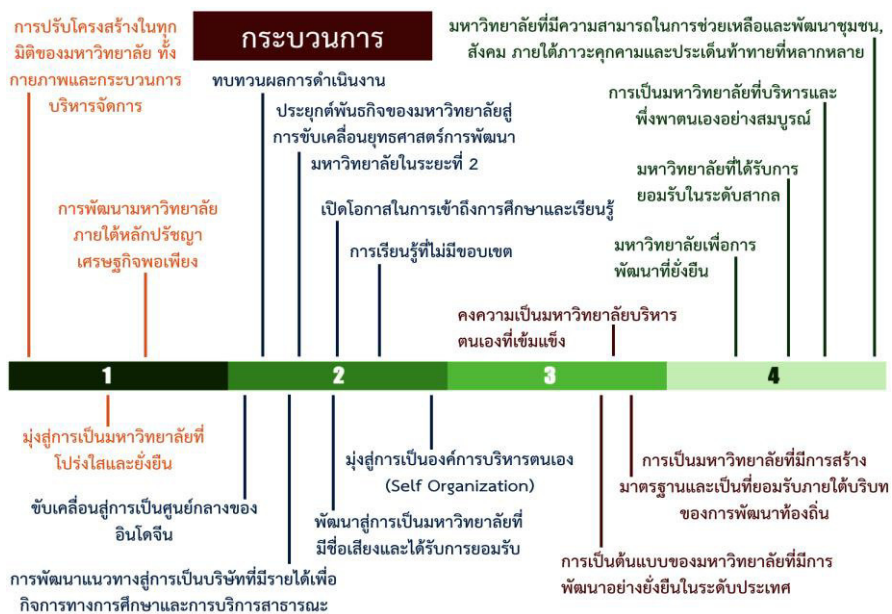 การปรับโครงสร้างในทุก
มิติของมหาวิทยาลัย ทั้ง
กายภาพและกระบวนการ
บริหารจัดการ
กระบวนการ
มหาวิทยาลัยที่มีความสามารถในการช่วยเหลือและพัฒนาชุมชน,
สังคม ภายใต้ภาวะคุกคามและประเด็นท้าทายที่หลากหลาย
ทบทวนผลการดำเนินงาน
ประยุกต์พันธกิจของมหาวิทยาลัยสู่
การขับเคลื่อนยุทธศาสตร์การพัฒนา
มหาวิทยาลัยในระยะที่ 2
การเป็นมหาวิทยาลัยที่บริหารและ
พึ่งพาตนเองอย่างสมบูรณ์
มหาวิทยาลัยที่ได้รับการ
ยอมรับในระดับสากล
การพัฒนามหาวิทยาลัย
ภายใต้หลักปรัชญา
เศรษฐกิจพอเพียง
เปิดโอกาสในการเข้าถึงการศึกษาและเรียนรู้
การเรียนรู้ที่ไม่มีขอบเขต
มหาวิทยาลัยเพื่อการ
พัฒนาที่ยั่งยืน
คงความเป็นมหาวิทยาลัยบริหาร
ตนเองที่เข้มแข็ง
1
2
3
4
มุ่งสู่การเป็นมหาวิทยาลัยที่
โปร่งใสและยั่งยืน
มุ่งสู่การเป็นองค์การบริหารตนเอง
(Self Organization)
การเป็นมหาวิทยาลัยที่มีการสร้าง
มาตรฐานและเป็นที่ยอมรับภายใต้บริบท
ของการพัฒนาท้องถิ่น
ขับเคลื่อนสู่การเป็นศูนย์กลางของ
อินโดจีน
พัฒนาสู่การเป็นมหาวิทยาลัยที่
มีชื่อเสียงและได้รับการยอมรับ
การเป็นต้นแบบของมหาวิทยาลัยที่มีการ
พัฒนาอย่างยั่งยืนในระดับประเทศ
การพัฒนาแนวทางสู่การเป็นบริษัทที่มีรายได้เพื่อ
กิจการทางการศึกษาและการบริการสาธารณะ